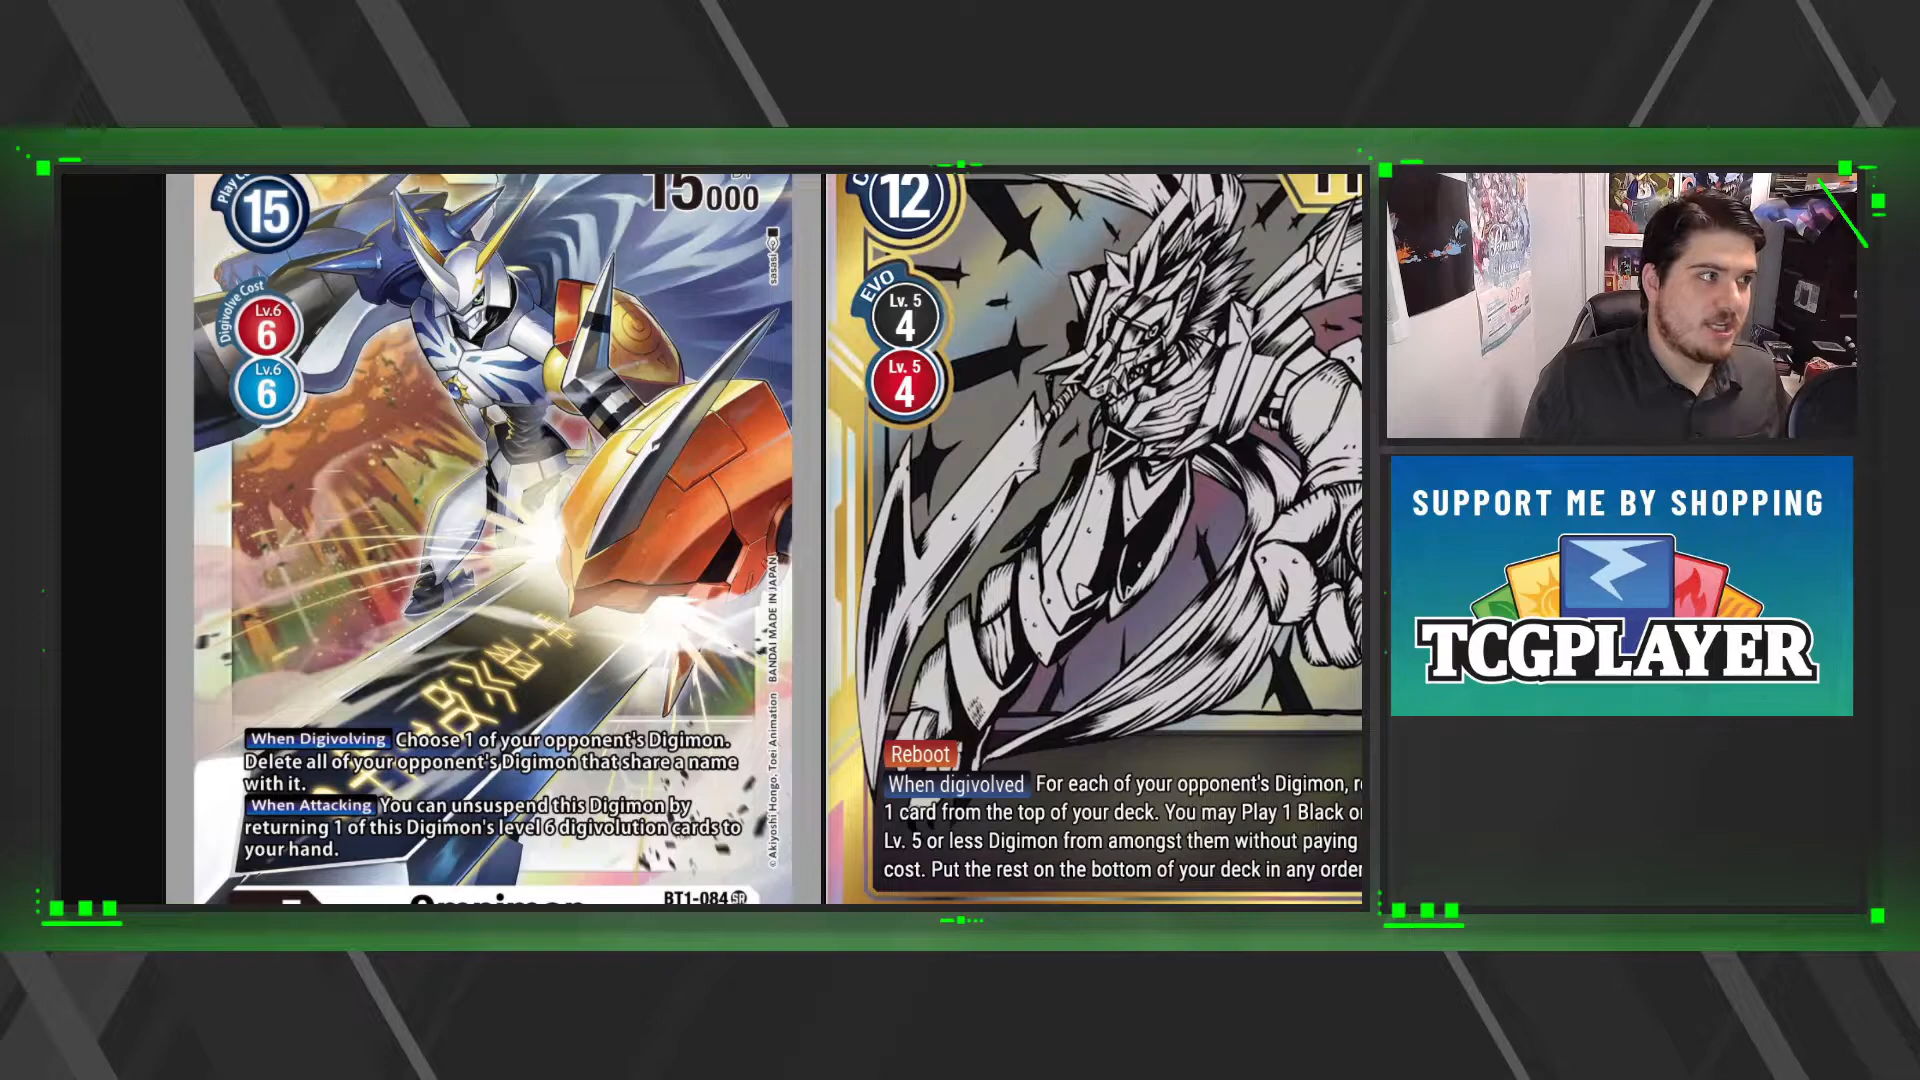 Play C
15
15000
Digivolve Cost
Lv.6
6
Lv.6
6
sasasi
When Digivolving Choose 1 of your opponent's Digimon.
Delete all of your opponent's Digimon that share a name
with it.
When Attacking You can unsuspend this Digimon by
returning 1 of this Digimon's level 6 digivolution cards to
your hand.
© Akiyoshi Hongo, Toei Animation BANDAI MADE IN JAPAN
Omnimon
BT1-084 SR
12
EVO
Lv. 5
4
Lv. 5
4
Reboot
When digivolved For each of your opponent's Digimon, r
1 card from the top of your deck. You may Play 1 Black o
Lv. 5 or less Digimon from amongst them without paying
cost. Put the rest on the bottom of your deck in any order
SUPPORT ME BY SHOPPING
TCGPLAYER